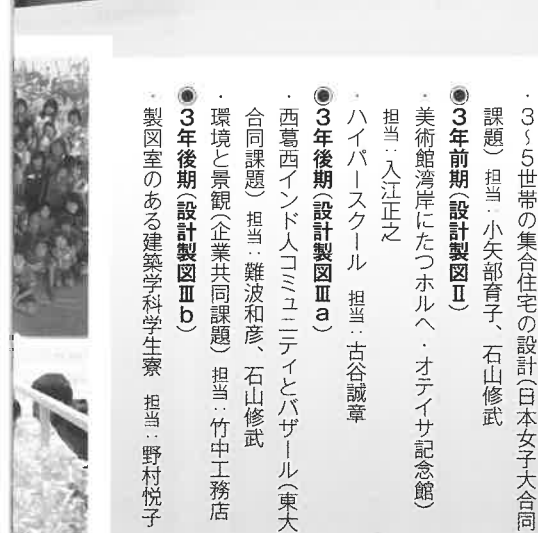 ・3〜5世帯の集合住宅の設計（日本女子大合同
課題）担当：小矢部育子、石山修武
◉3年前期（設計製図Ⅱ）
・美術館湾岸にたつホルヘ・オテイサ記念館）
担当：入江正之
・ハイパースクール 担当：古谷誠章
◉3年後期（設計製図Ⅲa）
・西葛西インド人コミュニティとバザール（東大
合同課題）担当：難波和彦、石山修武
・環境と景観（企業共同課題）担当：竹中工務店
◉3年後期（設計製図Ⅲb）
・製図室のある建築学科学生寮 担当：野村悦子